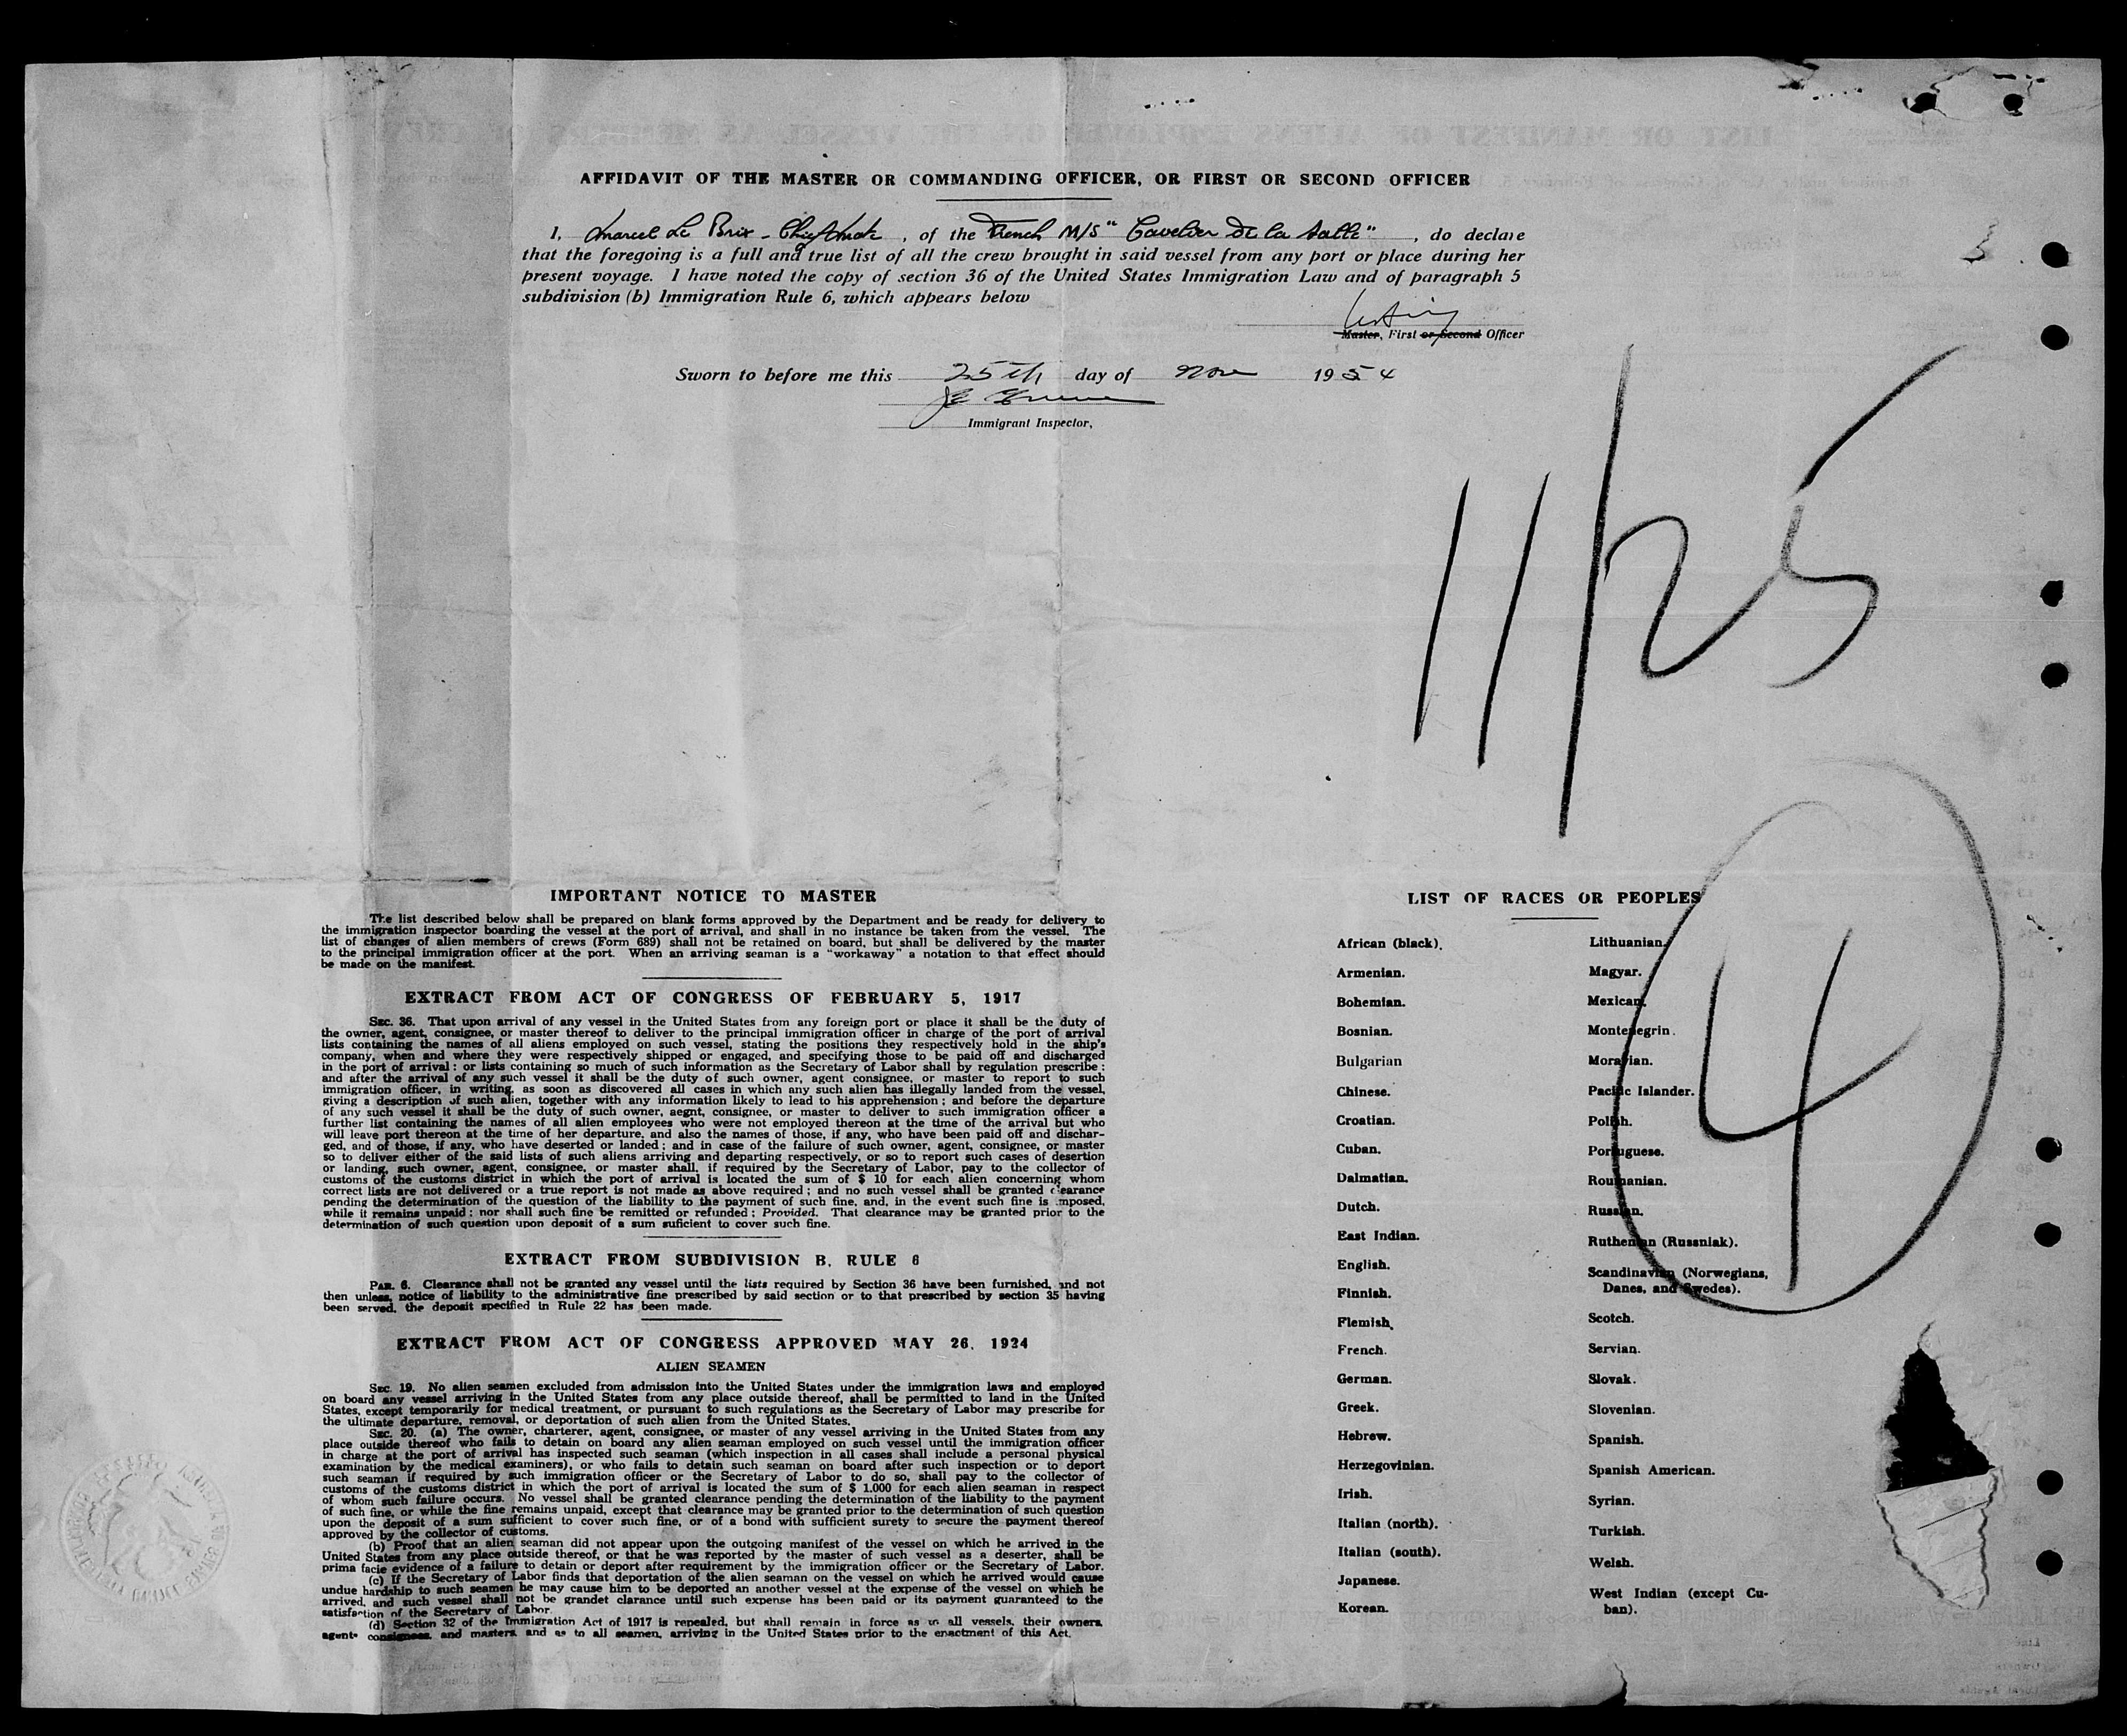 AFFIDAVIT OF THE MASTER OR COMMANDING OFFICER, OR FIRST OR SECOND OFFICER
I, Marcel Le Brix - Chief Mate, of the French M/S "Cavelier De La Salle", do declare
that the foregoing is a full and true list of all the crew brought in said vessel from any port or place during her
present voyage. I have noted the copy of section 36 of the United States Immigration Law and of paragraph 5
subdivision (b) Immigration Rule 6, which appears below
Master, First or Second Officer
Sworn to before me this 25th day of Nov 1954
Immigrant Inspector,
11/25
4
IMPORTANT NOTICE TO MASTER
The list described below shall be prepared on blank forms approved by the Department and be ready for delivery to
the immigration inspector boarding the vessel at the port of arrival, and shall in no instance be taken from the vessel. The
list of changes of alien members of crews (Form 689) shall not be retained on board, but shall be delivered by the master
to the principal immigration officer at the port. When an arriving seaman is a "workaway" a notation to that effect should
be made on the manifest.
EXTRACT FROM ACT OF CONGRESS OF FEBRUARY 5, 1917
SEC. 36. That upon arrival of any vessel in the United States from any foreign port or place it shall be the duty of
the owner, agent, consignee, or master thereof to deliver to the principal immigration officer in charge of the port of arrival
lists containing the names of all aliens employed on such vessel, stating the positions they respectively hold in the ship's
company, when and where they were respectively shipped or engaged, and specifying those to be paid off and discharged
in the port of arrival : or lists containing so much of such information as the Secretary of Labor shall by regulation prescribe ;
and after the arrival of any such vessel it shall be the duty of such owner, agent consignee, or master to report to such
immigration officer, in writing, as soon as discovered all cases in which any such alien has illegally landed from the vessel,
giving a description of such alien, together with any information likely to lead to his apprehension ; and before the departure
of any such vessel it shall be the duty of such owner, aegnt, consignee, or master to deliver to such immigration officer a
further list containing the names of all alien employees who were not employed thereon at the time of the arrival but who
will leave port thereon at the time of her departure, and also the names of those, if any, who have been paid off and dischar-
ged, and of those, if any, who have deserted or landed ; and in case of the failure of such owner, agent, consignee, or master
so to deliver either of the said lists of such aliens arriving and departing respectively, or so to report such cases of desertion
or landing, such owner, agent, consignee, or master shall, if required by the Secretary of Labor, pay to the collector of
customs of the customs district in which the port of arrival is located the sum of $ 10 for each alien concerning whom
correct lists are not delivered or a true report is not made as above required ; and no such vessel shall be granted clearance
pending the determination of the question of the liability to the payment of such fine, and, in the event such fine is imposed,
while it remains unpaid ; nor shall such fine be remitted or refunded ; Provided. That clearance may be granted prior to the
determination of such question upon deposit of a sum suficient to cover such fine.
EXTRACT FROM SUBDIVISION B, RULE 6
PAR. 6. Clearance shall not be granted any vessel until the lists required by Section 36 have been furnished, and not
then unless, notice of liability to the administrative fine prescribed by said section or to that prescribed by section 35 having
been served, the deposit specified in Rule 22 has been made.
EXTRACT FROM ACT OF CONGRESS APPROVED MAY 26, 1924
ALIEN SEAMEN
SEC. 19. No alien seamen excluded from admission into the United States under the immigration laws and employed
on board any vessel arriving in the United States from any place outside thereof, shall be permitted to land in the United
States, except temporarily for medical treatment, or pursuant to such regulations as the Secretary of Labor may prescribe for
the ultimate departure, removal, or deportation of such alien from the United States.
SEC. 20. (a) The owner, charterer, agent, consignee, or master of any vessel arriving in the United States from any
place outside thereof who fails to detain on board any alien seaman employed on such vessel until the immigration officer
in charge at the port of arrival has inspected such seaman (which inspection in all cases shall include a personal physical
examination by the medical examiners), or who fails to detain such seaman on board after such inspection or to deport
such seaman if required by such immigration officer or the Secretary of Labor to do so, shall pay to the collector of
customs of the customs district in which the port of arrival is located the sum of $ 1.000 for each alien seaman in respect
of whom such failure occurs. No vessel shall be granted clearance pending the determination of the liability to the payment
of such fine, or while the fine remains unpaid, except that clearance may be granted prior to the determination of such question
upon the deposit of a sum sufficient to cover such fine, or of a bond with sufficient surety to secure the payment thereof
approved by the collector of customs.
(b) Proof that an alien seaman did not appear upon the outgoing manifest of the vessel on which he arrived in the
United States from any place outside thereof, or that he was reported by the master of such vessel as a deserter, shall be
prima facie evidence of a failure to detain or deport after requirement by the immigration officer or the Secretary of Labor.
(c) If the Secretary of Labor finds that deportation of the alien seaman on the vessel on which he arrived would cause
undue hardship to such seamen he may cause him to be deported an another vessel at the expense of the vessel on which he
arrived, and such vessel shall not be grandet clarance until such expense has been paid or its payment guaranteed to the
satisfaction of the Secretary of Labor.
(d) Section 32 of the Immigration Act of 1917 is repealed, but shall remain in force as to all vessels, their owners,
agents consignees, and masters, and as to all seamen, arriving in the United States prior to the enactment of this Act.
LIST OF RACES OR PEOPLES
African (black).
Armenian.
Bohemian.
Bosnian.
Bulgarian
Chinese.
Croatian.
Cuban.
Dalmatian.
Dutch.
East Indian.
English.
Finnish.
Flemish.
French.
German.
Greek.
Hebrew.
Herzegovinian.
Irish.
Italian (north).
Italian (south).
Japanese.
Korean.
Lithuanian.
Magyar.
Mexican.
Montenegrin.
Moravian.
Pacific Islander.
Polish.
Portuguese.
Roumanian.
Russian.
Ruthenian (Russniak).
Scandinavian (Norwegians,
Danes, and Swedes).
Scotch.
Servian.
Slovak.
Slovenian.
Spanish.
Spanish American.
Syrian.
Turkish.
Welsh.
West Indian (except Cu-
ban).